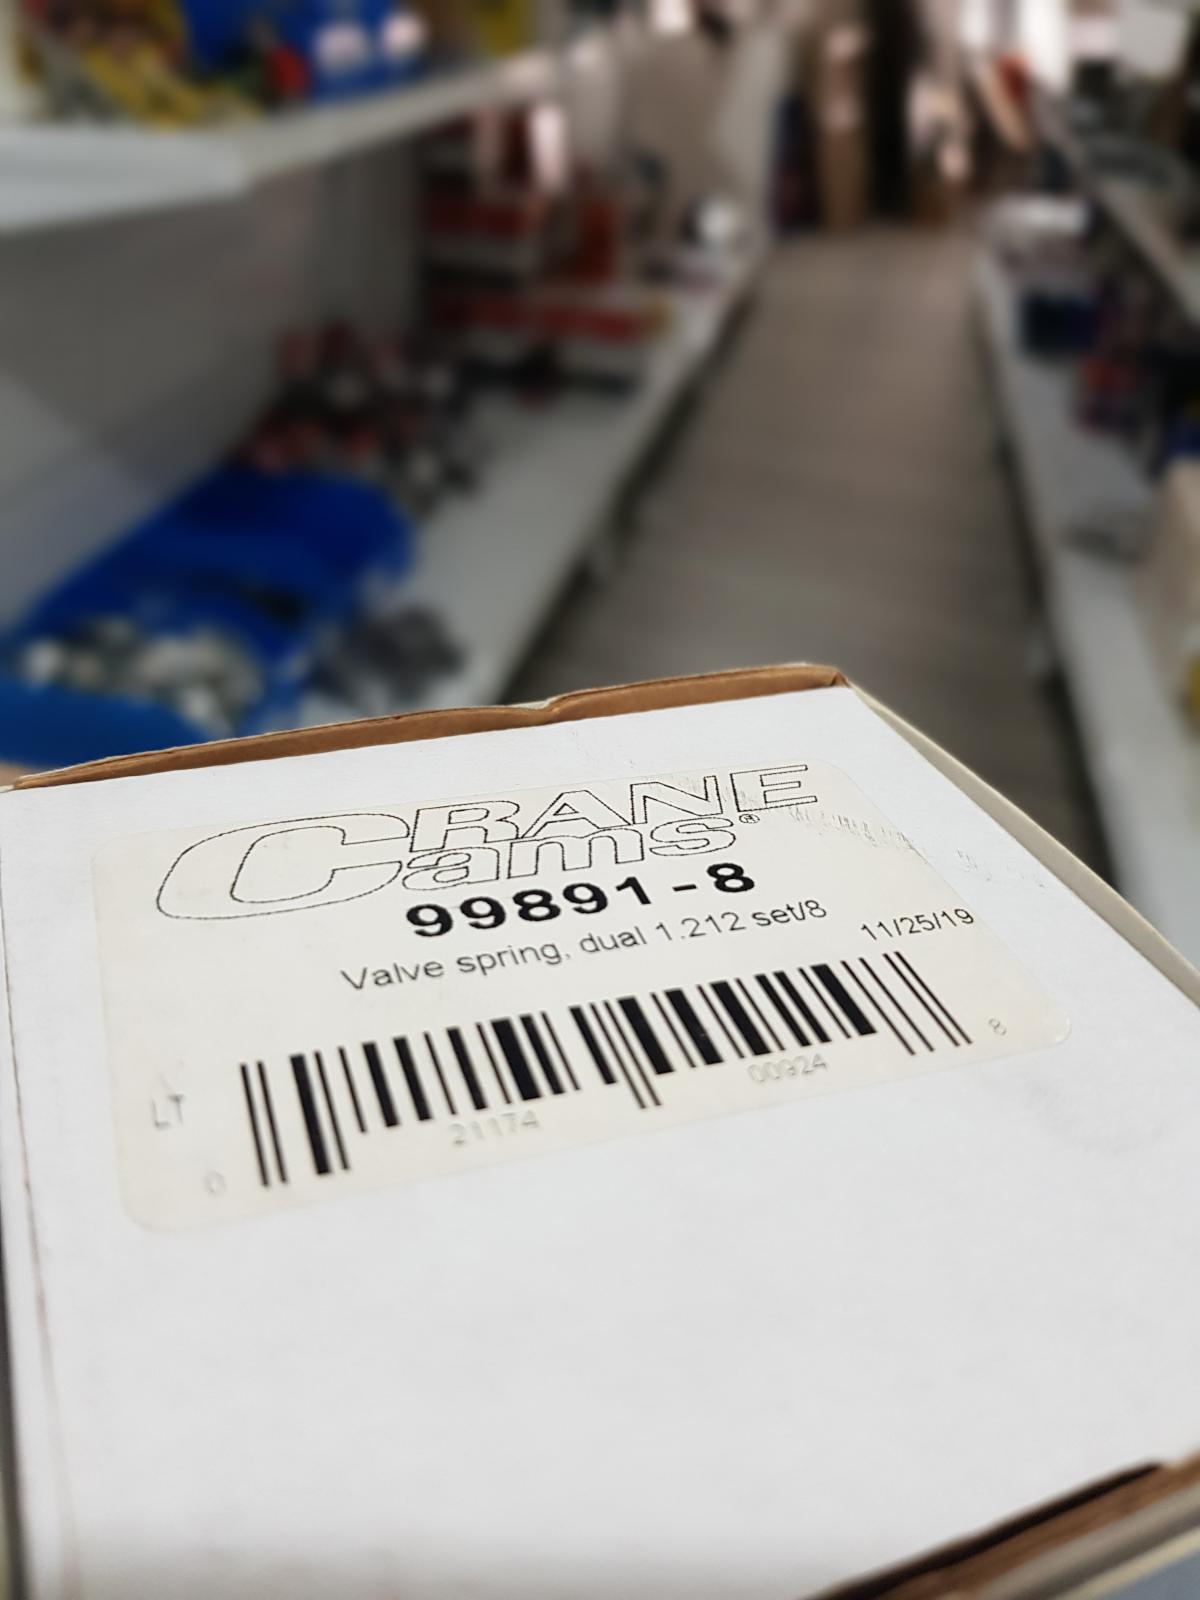 CRANE
Cams®
99891-8
Valve spring, dual 1.212 set/8
11/25/19
LT
0 21174 00924 8